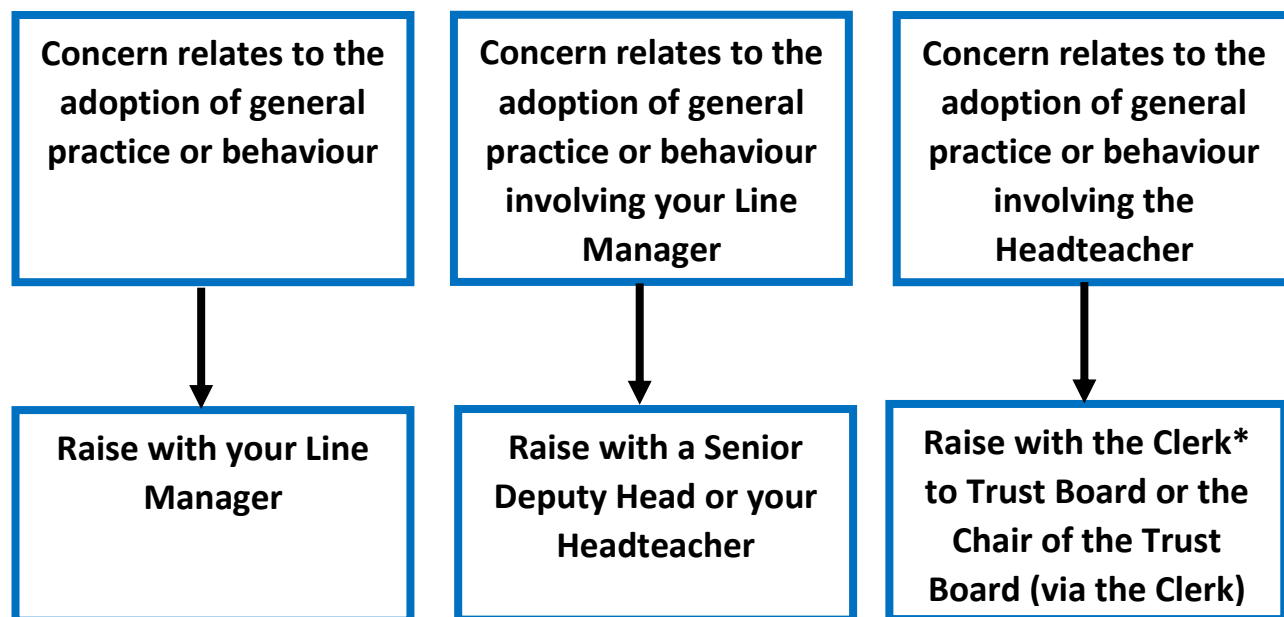 Concern relates to the
adoption of general
practice or behaviour
Concern relates to the
adoption of general
practice or behaviour
involving your Line
Manager
Concern relates to the
adoption of general
practice or behaviour
involving the
Headteacher
Raise with your Line
Manager
Raise with a Senior
Deputy Head or your
Headteacher
Raise with the Clerk*
to Trust Board or the
Chair of the Trust
Board (via the Clerk)